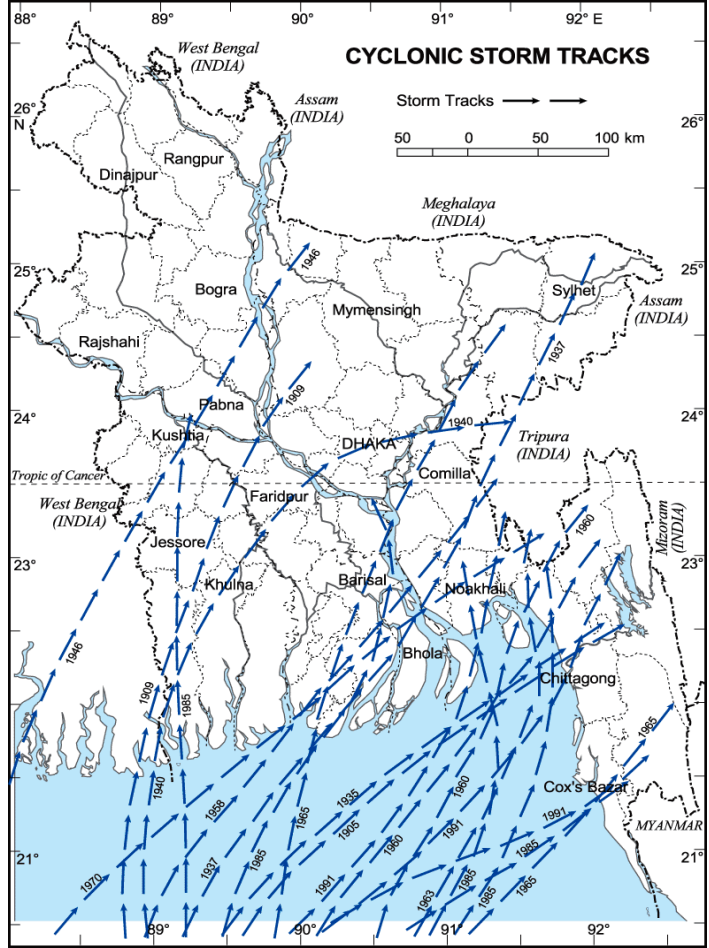 88°
89°
90°
91°
92° E
West Bengal
(INDIA)
CYCLONIC STORM TRACKS
Assam
(INDIA)
Storm Tracks
50
0
50
100 km
26°
N
26°
Rangpur
Dinajpur
Meghalaya
(INDIA)
1946
25°
25°
Bogra
Sylhet
Mymensingh
Assam
(INDIA)
Rajshahi
1937
1909
Pabna
24°
24°
Kushtia
DHAKA
1940
Tripura
(INDIA)
Comilla
Tropic of Cancer
Faridpur
West Bengal
(INDIA)
Mizoram
(INDIA)
1960
Jessore
23°
23°
Khulna
Barisal
Noakhali
1946
Bhola
Chittagong
1909
1985
1965
1940
Cox's Bazar
1958
1965
1935
1960
1991
1905
MYANMAR
1991
1960
1985
21°
21°
1970
1937
1985
1991
1963
1985
1985
1965
89°
90°
91°
92°